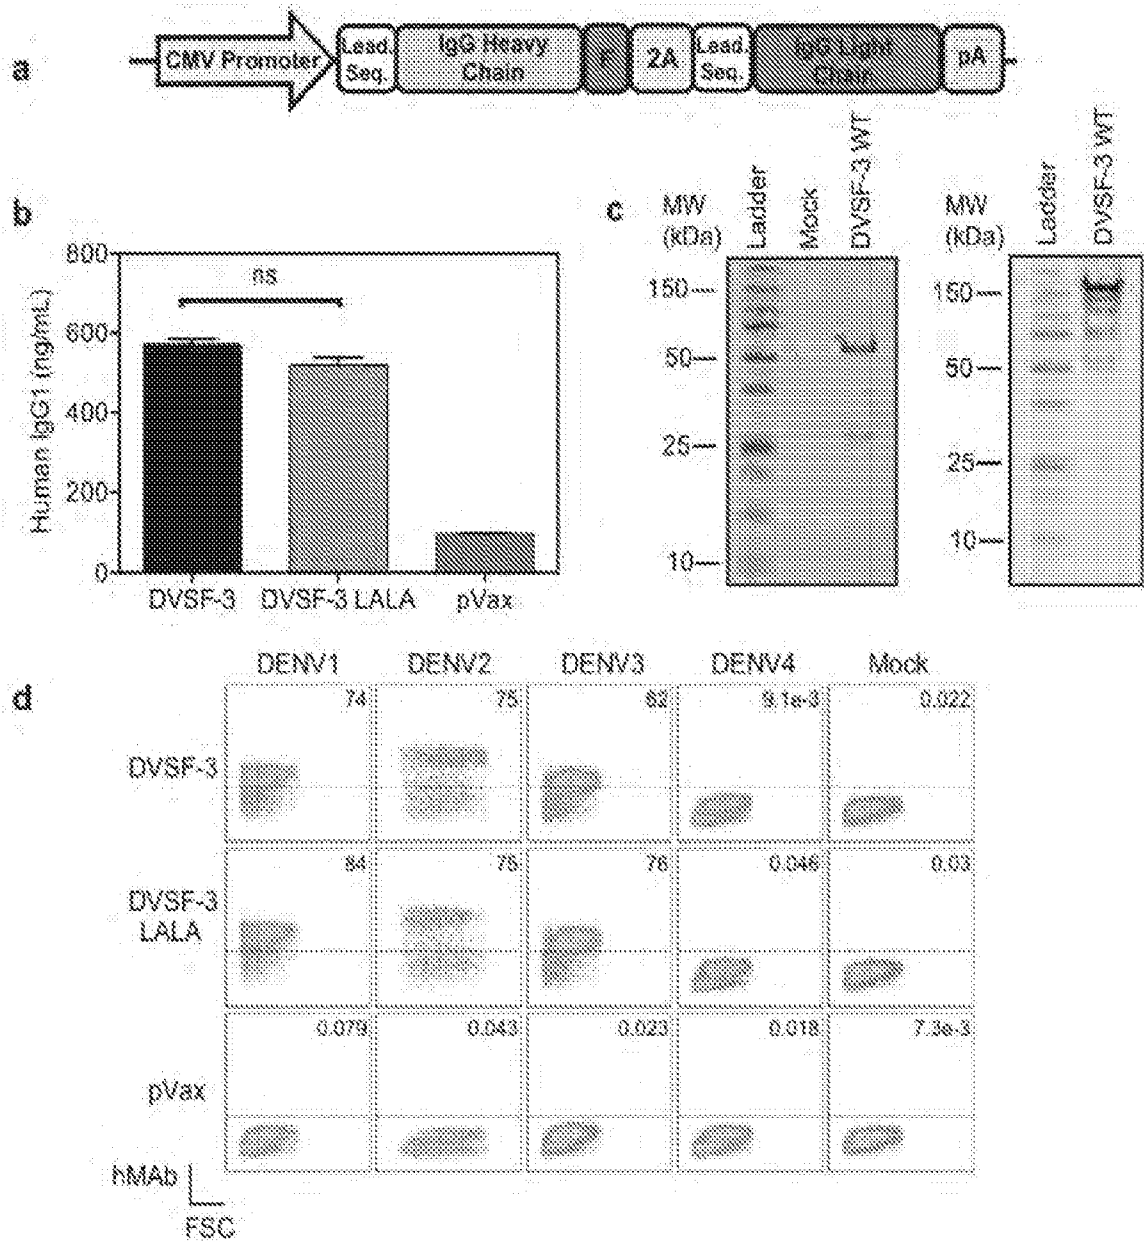 a
CMV Promoter
Lead. Seq.
IgG Heavy Chain
F
2A
Lead. Seq.
IgG Light Chain
pA
b
Human IgG1 (ng/mL)
800
600
400
200
0
ns
DVSF-3
DVSF-3 LALA
pVax
c
MW (kDa)
Ladder
Mock
DVSF-3 WT
150
50
25
10
MW (kDa)
Ladder
DVSF-3 WT
150
50
25
10
d
DENV1 DENV2 DENV3 DENV4 Mock
DVSF-3
74 75 62 9.1e-3 0.022
DVSF-3 LALA
84 75 76 0.046 0.03
pVax
0.079 0.043 0.023 0.018 7.3e-3
hMAb
FSC